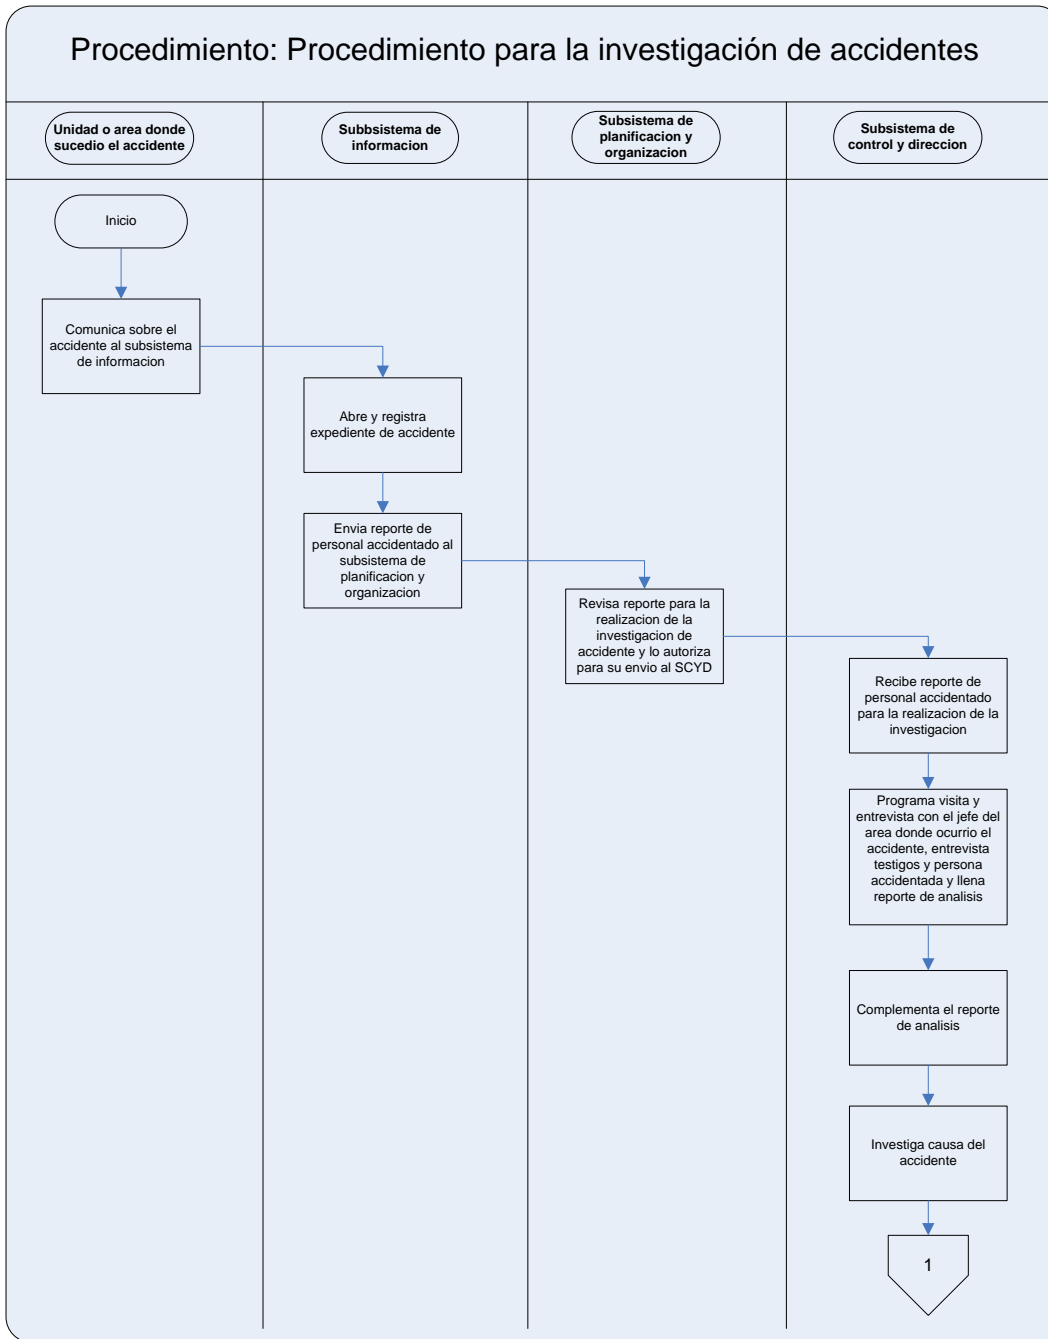 Procedimiento: Procedimiento para la investigación de accidentes
Unidad o area donde
sucedio el accidente
Subbsistema de
informacion
Subsistema de
planificacion y
organizacion
Subsistema de
control y direccion
Inicio
Comunica sobre el
accidente al subsistema
de informacion
Abre y registra
expediente de accidente
Envia reporte de
personal accidentado al
subsistema de
planificacion y
organizacion
Revisa reporte para la
realizacion de la
investigacion de
accidente y lo autoriza
para su envio al SCYD
Recibe reporte de
personal accidentado
para la realizacion de la
investigacion
Programa visita y
entrevista con el jefe del
area donde ocurrio el
accidente, entrevista
testigos y persona
accidentada y llena
reporte de analisis
Complementa el reporte
de analisis
Investiga causa del
accidente
1